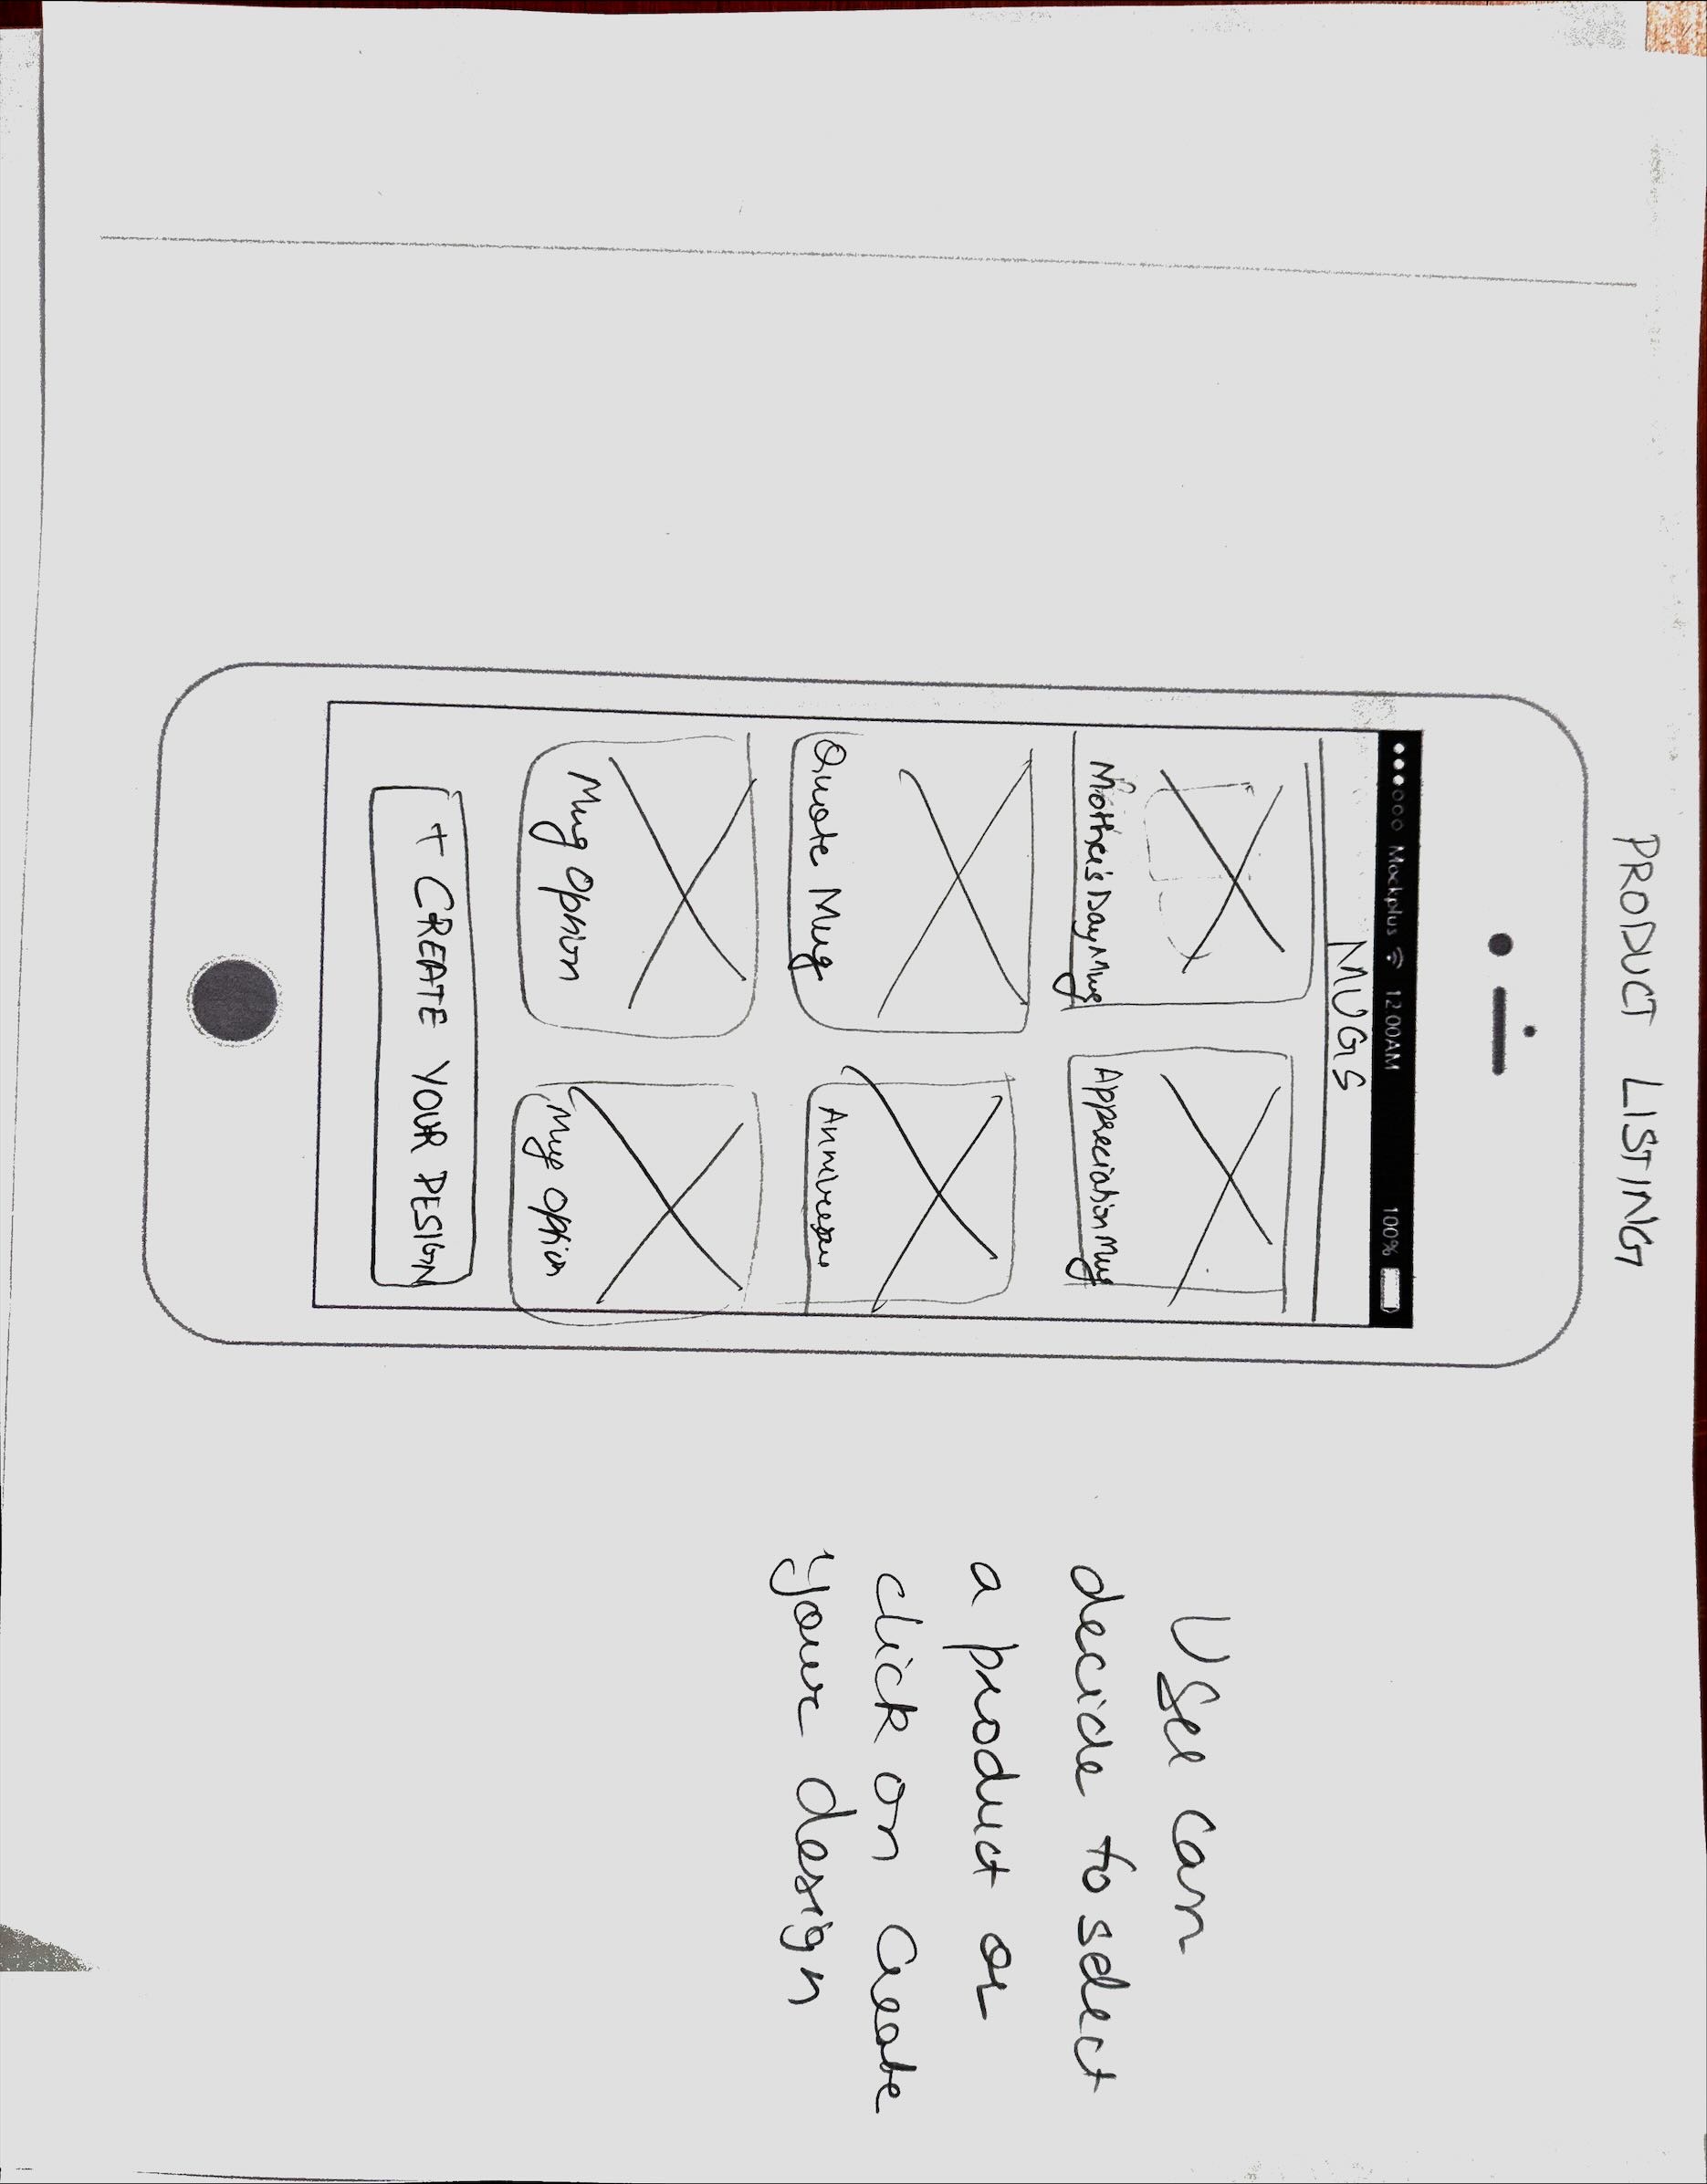 PRODUCT LISTING
Mockplus 12.00AM 100%
MUGS
Mother's Day Mug Appreciation Mug
Quote Mug
Mug Option Mug Option
+ CREATE YOUR DESIGN
User can
decide to select
a product or
click on Create
your design